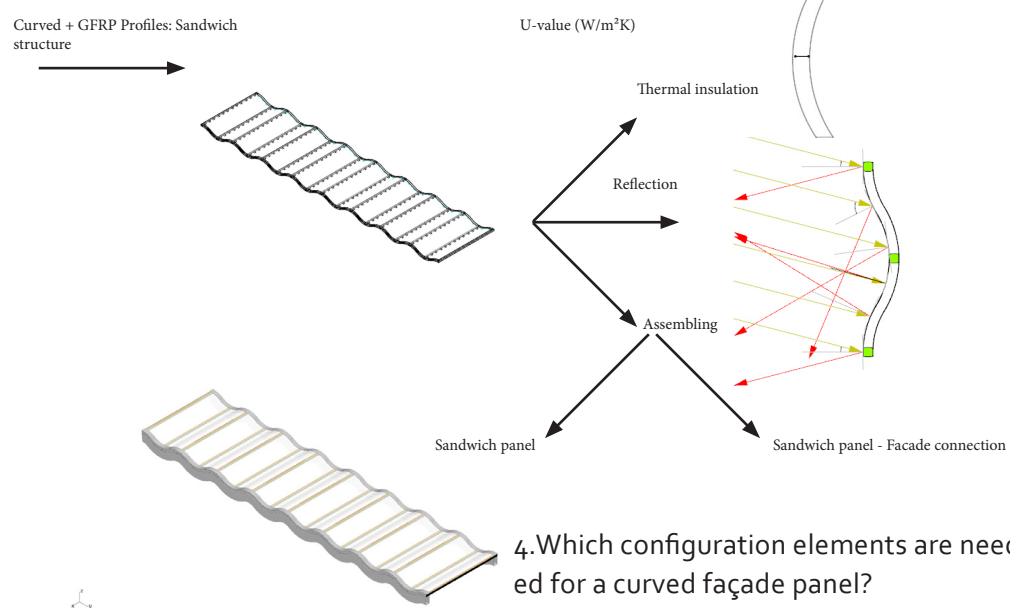 Curved + GFRP Profiles: Sandwich
structure
U-value (W/m²K)
Thermal insulation
Reflection
Assembling
Sandwich panel
Sandwich panel - Facade connection
4.Which configuration elements are need
ed for a curved façade panel?